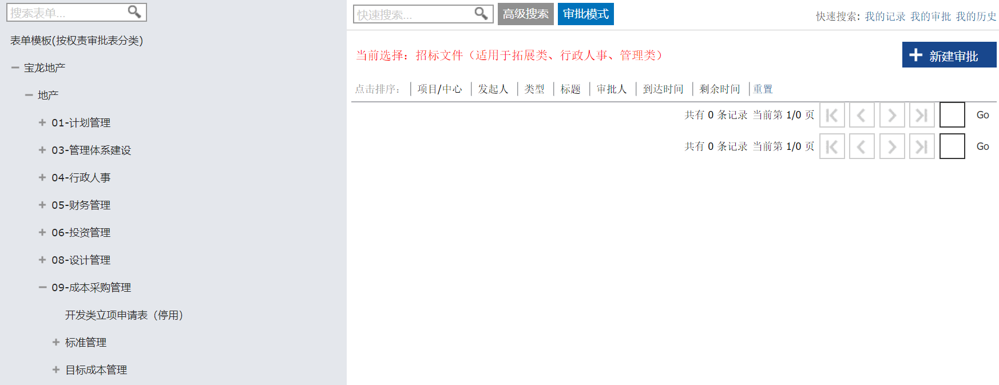 搜索表单...
表单模板(按权责审批表分类)
宝龙地产
地产
01-计划管理
03-管理体系建设
04-行政人事
05-财务管理
06-投资管理
08-设计管理
09-成本采购管理
开发类立项申请表（停用）
标准管理
目标成本管理
快速搜索... 高级搜索 审批模式 快速搜索: 我的记录 我的审批 我的历史
当前选择：招标文件（适用于拓展类、行政人事、管理类） 新建审批
点击排序： 项目/中心 发起人 类型 标题 审批人 到达时间 剩余时间 重置
共有 0 条记录 当前第 1/0 页 Go
共有 0 条记录 当前第 1/0 页 Go